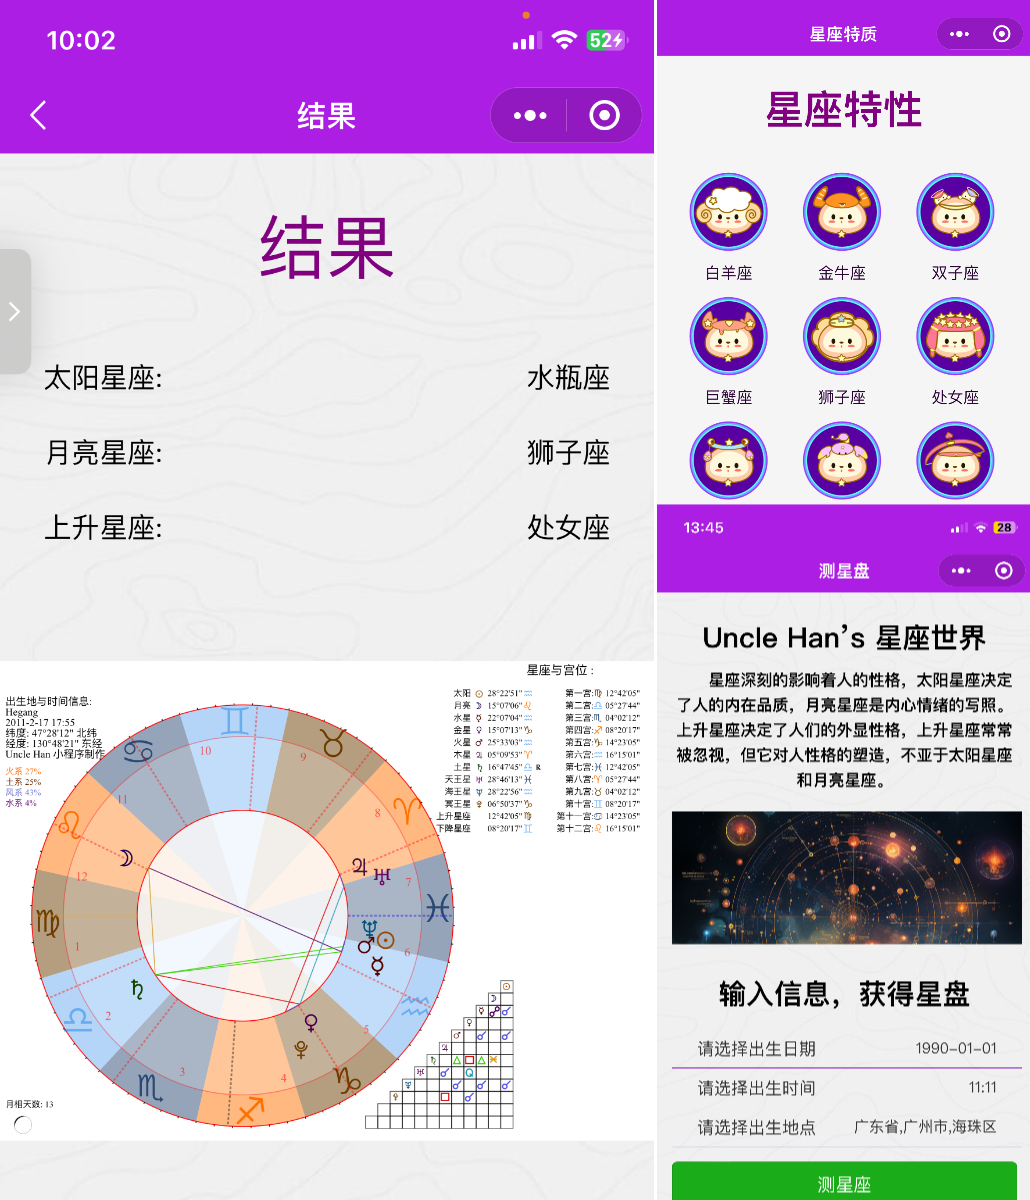 10:02
52
结果
结果
太阳星座:
水瓶座
月亮星座:
狮子座
上升星座:
处女座
出生地与时间信息:
Hegang
2011-2-17 17:55
纬度: 47°28'12" 北纬
经度: 130°48'21" 东经
Uncle Han 小程序制作
火系 27%
土系 25%
风系 43%
水系 4%
星座与宫位 :
太阳 ☉ 28°22'51" ♒ 第一宫:♍ 12°42'05"
月亮 ☽ 15°07'06" ♌ 第二宫:♎ 05°27'44"
水星 ☿ 22°07'04" ♒ 第三宫:♏ 04°02'12"
金星 ♀ 15°07'13" ♑ 第四宫:♐ 08°20'17"
火星 ♂ 25°33'03" ♒ 第五宫:♑ 14°23'05"
木星 ♃ 05°09'53" ♈ 第六宫:♒ 16°15'01"
土星 ♄ 16°47'45" ♎ R 第七宫:♓ 12°42'05"
天王星 ♅ 28°46'13" ♓ 第八宫:♈ 05°27'44"
海王星 ♆ 28°22'56" ♒ 第九宫:♉ 04°02'12"
冥王星 06°50'37" ♑ 第十宫:♊ 08°20'17"
上升星座 12°42'05" ♍ 第十一宫:♋ 14°23'05"
下降星座 08°20'17" ♊ 第十二宫:♌ 16°15'01"
10
9
11
8
12
7
1
6
2
5
3
4
月相天数: 13
星座特质
星座特性
白羊座
金牛座
双子座
巨蟹座
狮子座
处女座
13:45
28
测星盘
Uncle Han's 星座世界
星座深刻的影响着人的性格，太阳星座决定
了人的内在品质，月亮星座是内心情绪的写照。
上升星座决定了人们的外显性格，上升星座常常
被忽视，但它对人性格的塑造，不亚于太阳星座
和月亮星座。
输入信息，获得星盘
请选择出生日期
1990-01-01
请选择出生时间
11:11
请选择出生地点
广东省,广州市,海珠区
测星座